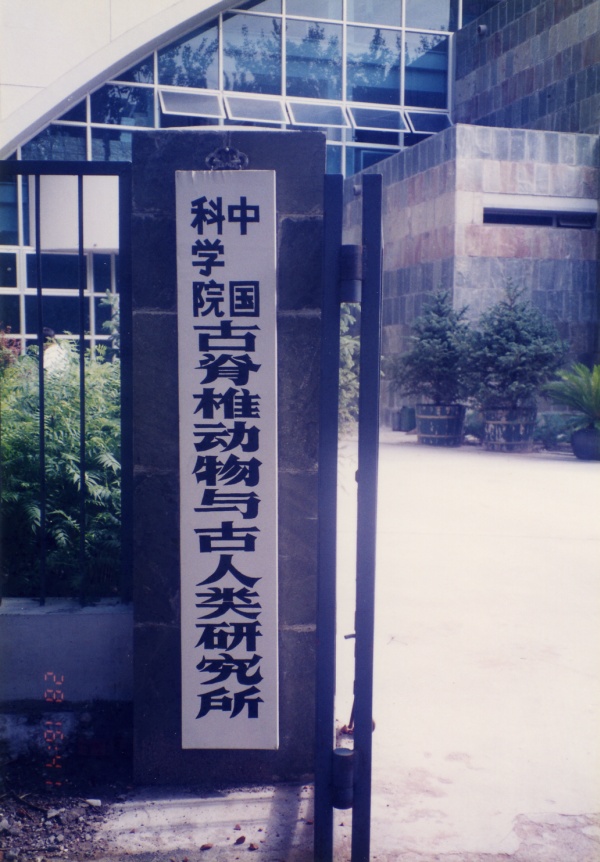 中国
科学院
古脊椎动物与古人类研究所